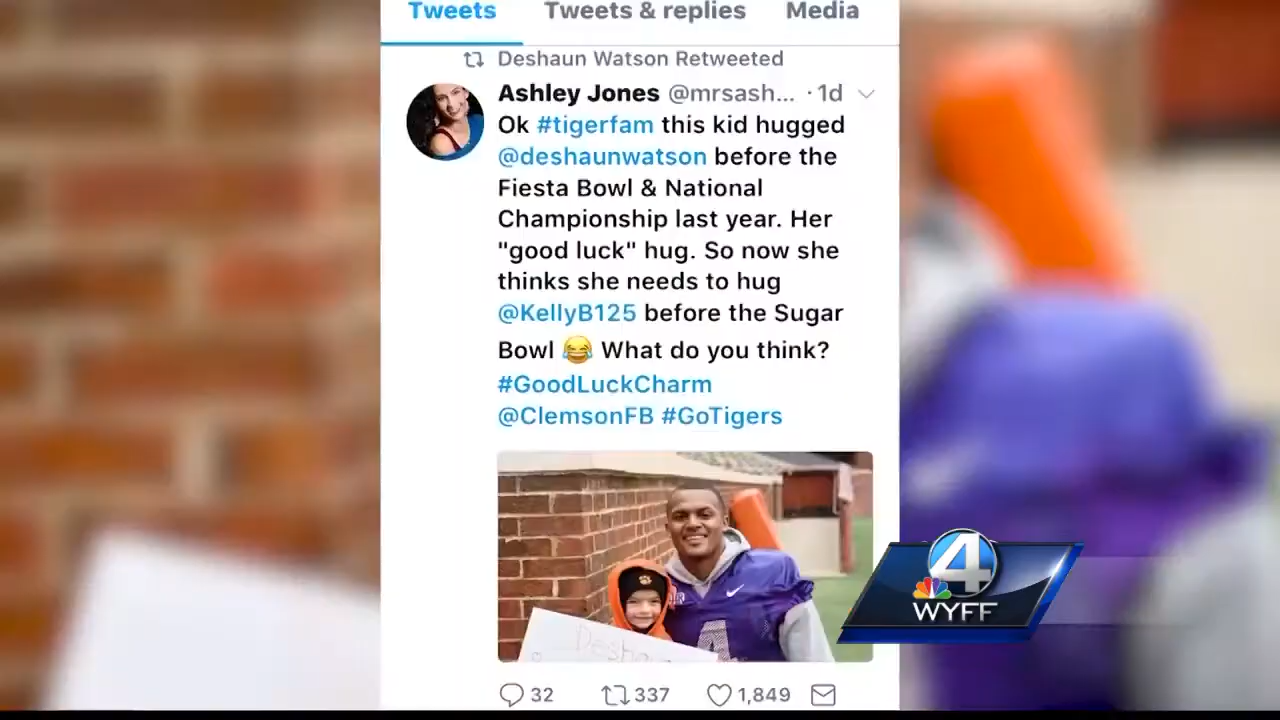 Tweets Tweets & replies Media
Deshaun Watson Retweeted
Ashley Jones @mrsash... · 1d
Ok #tigerfam this kid hugged
@deshaunwatson before the
Fiesta Bowl & National
Championship last year. Her
"good luck" hug. So now she
thinks she needs to hug
@KellyB125 before the Sugar
Bowl 😂 What do you think?
#GoodLuckCharm
@ClemsonFB #GoTigers
4
WYFF
32 337 1,849